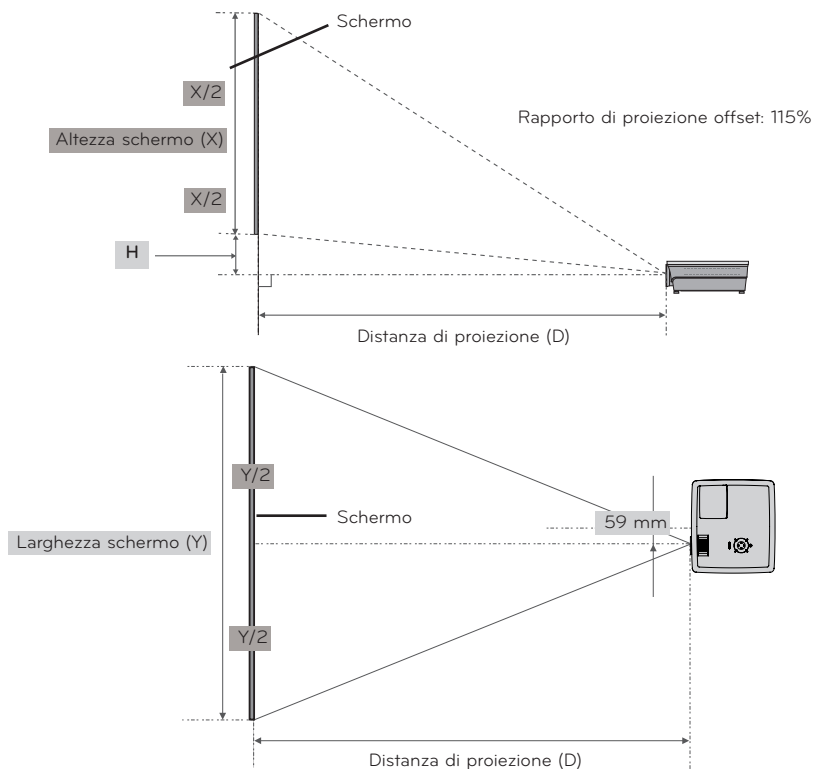 Schermo
X/2
Rapporto di proiezione offset: 115%
Altezza schermo (X)
X/2
H
Distanza di proiezione (D)
Y/2
Schermo
59 mm
Larghezza schermo (Y)
Y/2
Distanza di proiezione (D)